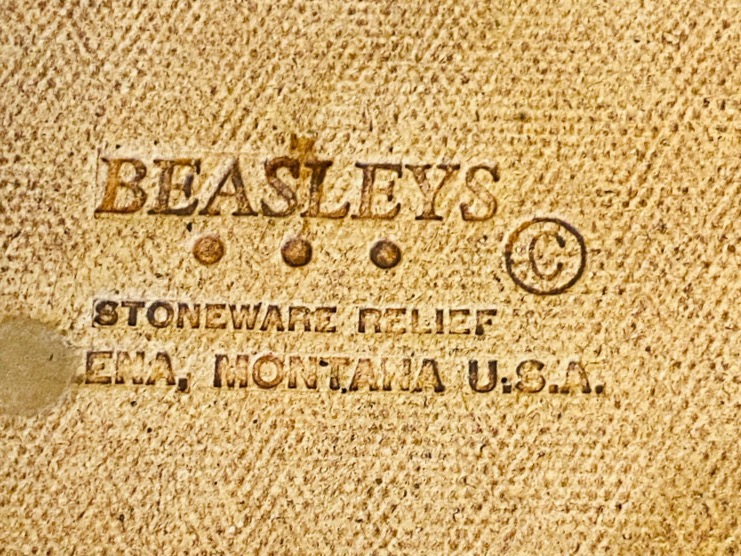 BEASLEYS
©
STONEWARE RELIEF
ENA, MONTANA U.S.A.